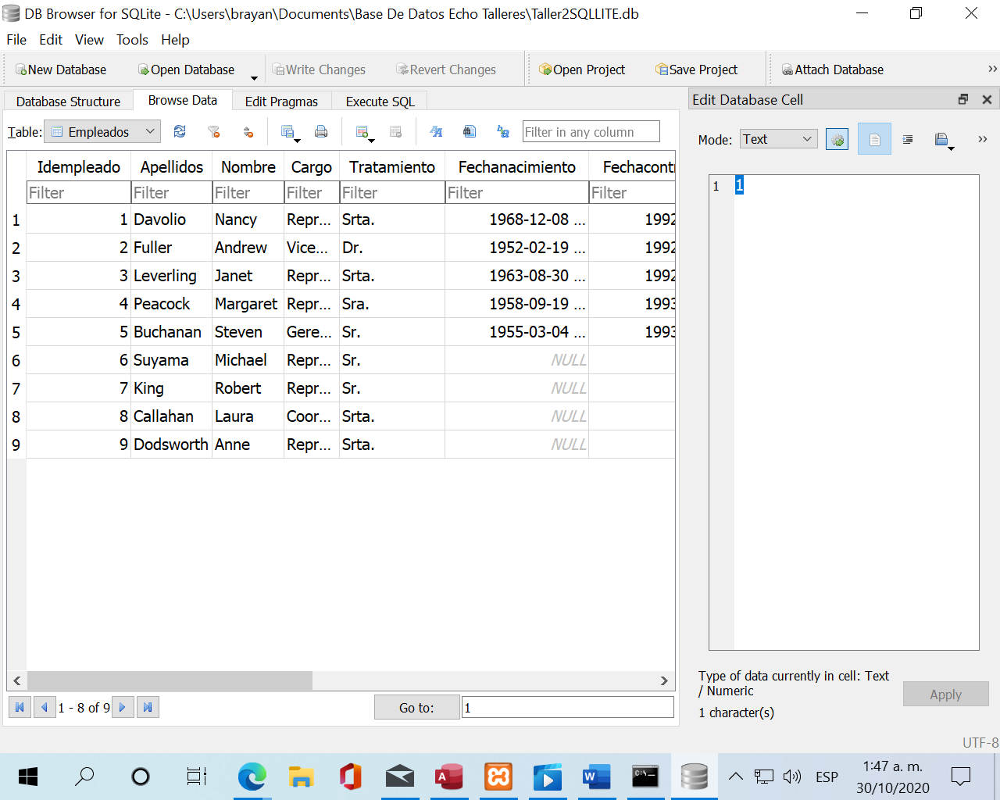 DB Browser for SQLite - C:\Users\brayan\Documents\Base De Datos Echo Talleres\Taller2SQLLITE.db
File Edit View Tools Help
New Database Open Database Write Changes Revert Changes Open Project Save Project Attach Database »
Database Structure Browse Data Edit Pragmas Execute SQL
Edit Database Cell
Table: Empleados Filter in any column
Mode: Text »
Idempleado Apellidos Nombre Cargo Tratamiento Fechanacimiento Fechacontr
Filter Filter Filter Filter Filter Filter Filter
1 1 Davolio Nancy Repr... Srta. 1968-12-08 ... 1992
2 2 Fuller Andrew Vice... Dr. 1952-02-19 ... 1992
3 3 Leverling Janet Repr... Srta. 1963-08-30 ... 1992
4 4 Peacock Margaret Repr... Sra. 1958-09-19 ... 1993
5 5 Buchanan Steven Gere... Sr. 1955-03-04 ... 1993
6 6 Suyama Michael Repr... Sr. NULL
7 7 King Robert Repr... Sr. NULL
8 8 Callahan Laura Coor... Srta. NULL
9 9 Dodsworth Anne Repr... Srta. NULL
1 1
1 - 8 of 9 Go to: 1
Type of data currently in cell: Text
/ Numeric
1 character(s)
Apply
UTF-8
ESP
1:47 a. m.
30/10/2020